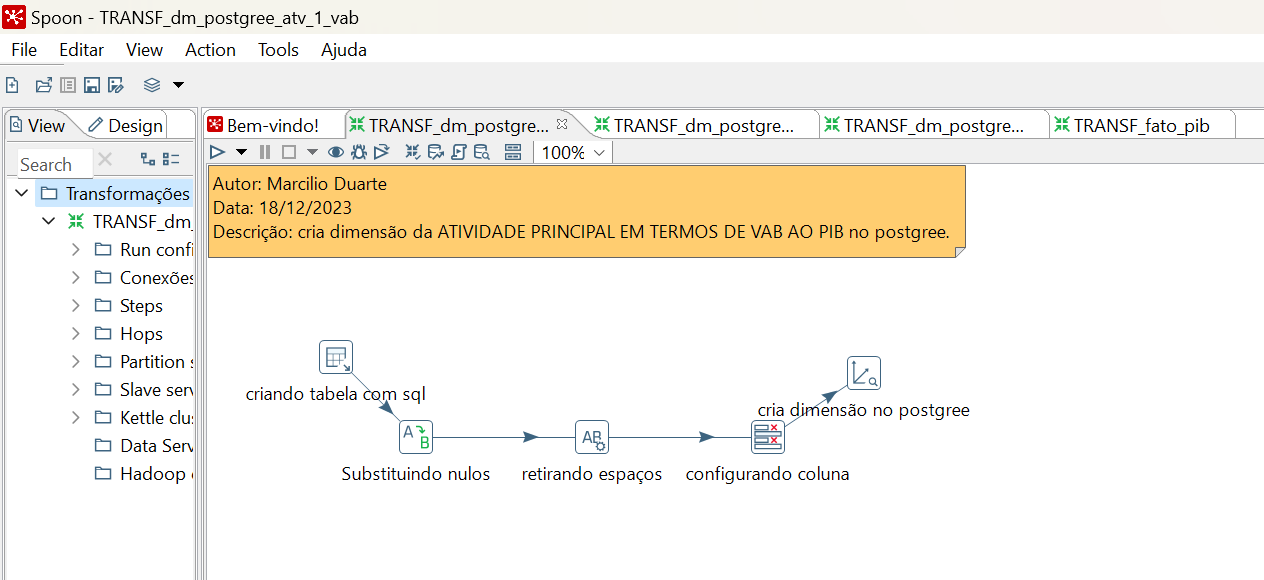 Spoon - TRANSF_dm_postgree_atv_1_vab
File Editar View Action Tools Ajuda
View Design
Bem-vindo! TRANSF_dm_postgre... TRANSF_dm_postgre... TRANSF_dm_postgre... TRANSF_fato_pib
Search
100%
Transformações
TRANSF_dm_
Run confi
Conexões
Steps
Hops
Partition s
Slave serv
Kettle clus
Data Serv
Hadoop c
Autor: Marcilio Duarte
Data: 18/12/2023
Descrição: cria dimensão da ATIVIDADE PRINCIPAL EM TERMOS DE VAB AO PIB no postgree.
criando tabela com sql
cria dimensão no postgree
A B
AB
Substituindo nulos
retirando espaços
configurando coluna